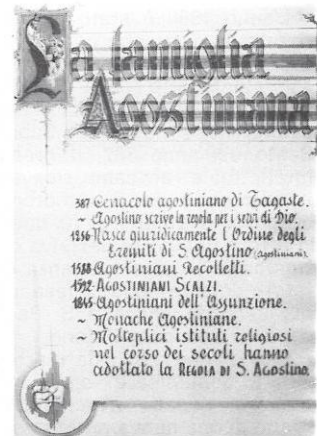 La famiglia
Agostiniana
387 Cenacolo agostiniano di Tagaste.
~ Agostino scrive la regola per i servi di Dio.
1256 Nasce giuridicamente l'Ordine degli
Eremiti di S. Agostino (agostiniani).
1588 Agostiniani Recolletti.
1592 AGOSTINIANI SCALZI.
1845 Agostiniani dell'Assunzione.
~ Monache Agostiniane.
~ Molteplici istituti religiosi
nel corso dei secoli hanno
adottato la REGOLA DI S. AGOSTINO.